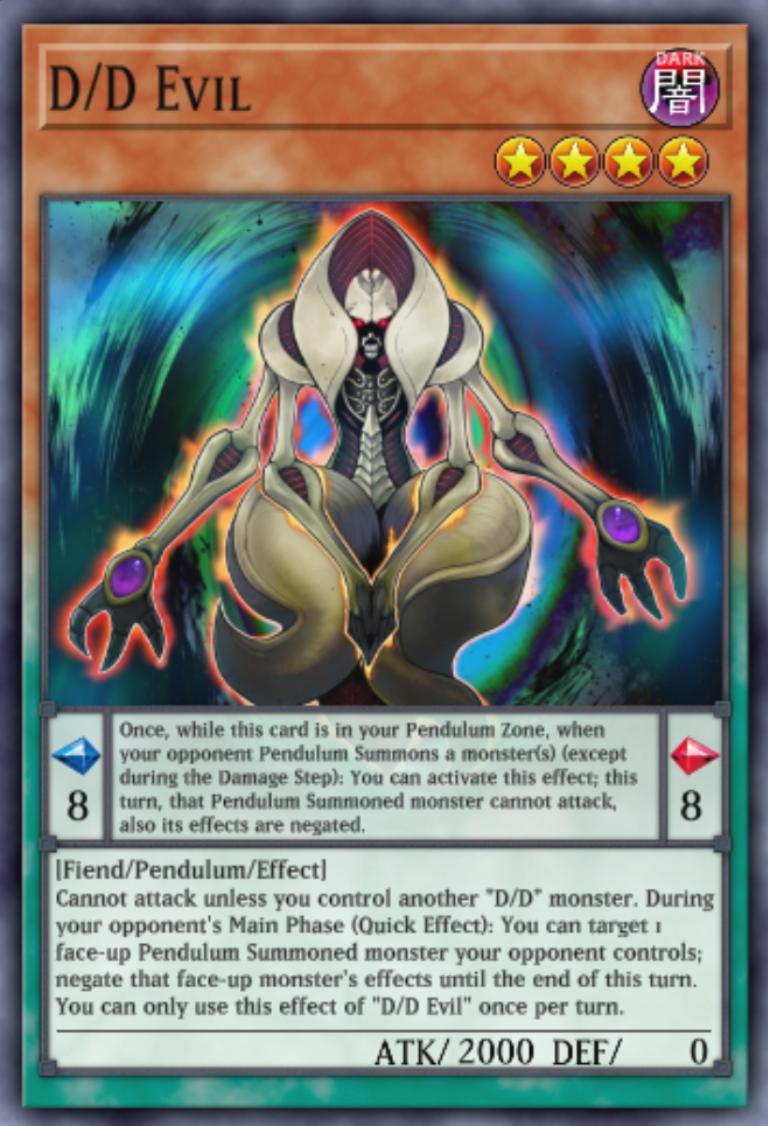 D/D Evil
DARK
闇
Once, while this card is in your Pendulum Zone, when
your opponent Pendulum Summons a monster(s) (except
during the Damage Step): You can activate this effect; this
turn, that Pendulum Summoned monster cannot attack,
also its effects are negated.
8
8
[Fiend/Pendulum/Effect]
Cannot attack unless you control another "D/D" monster. During
your opponent's Main Phase (Quick Effect): You can target 1
face-up Pendulum Summoned monster your opponent controls;
negate that face-up monster's effects until the end of this turn.
You can only use this effect of "D/D Evil" once per turn.
ATK/ 2000 DEF/ 0